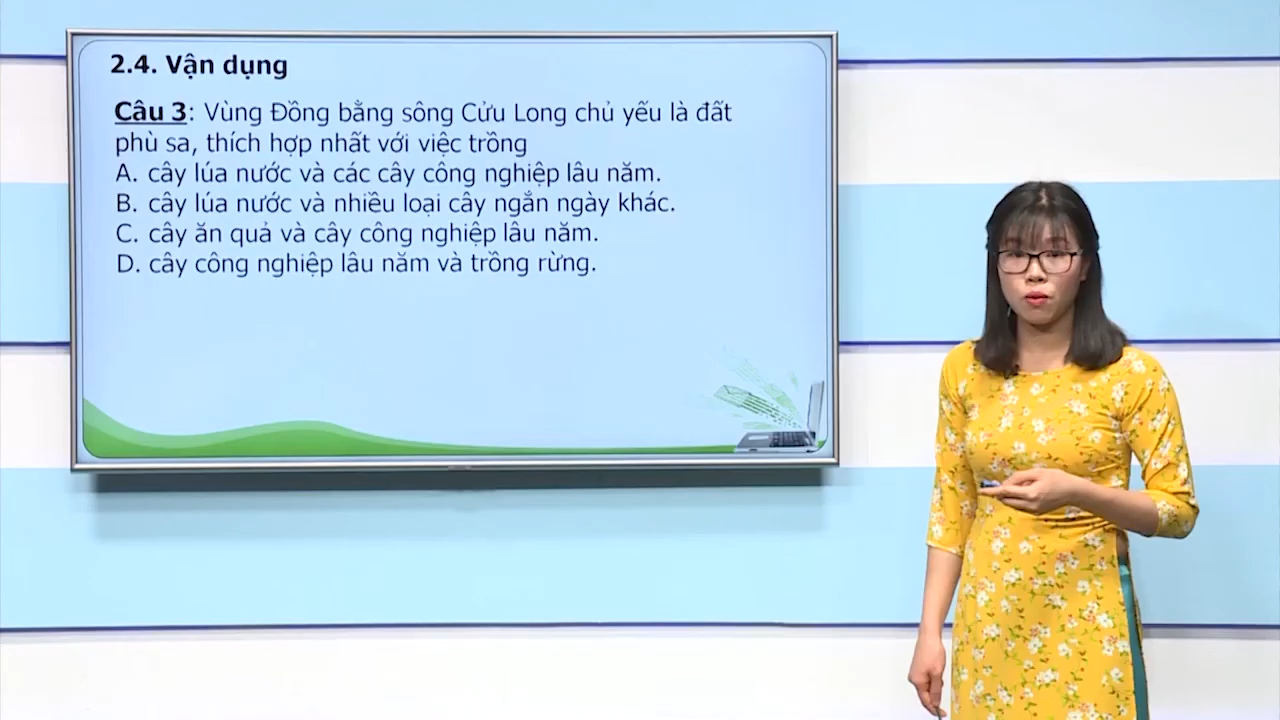 2.4. Vận dụng
Câu 3: Vùng Đồng bằng sông Cửu Long chủ yếu là đất
phù sa, thích hợp nhất với việc trồng
A. cây lúa nước và các cây công nghiệp lâu năm.
B. cây lúa nước và nhiều loại cây ngắn ngày khác.
C. cây ăn quả và cây công nghiệp lâu năm.
D. cây công nghiệp lâu năm và trồng rừng.